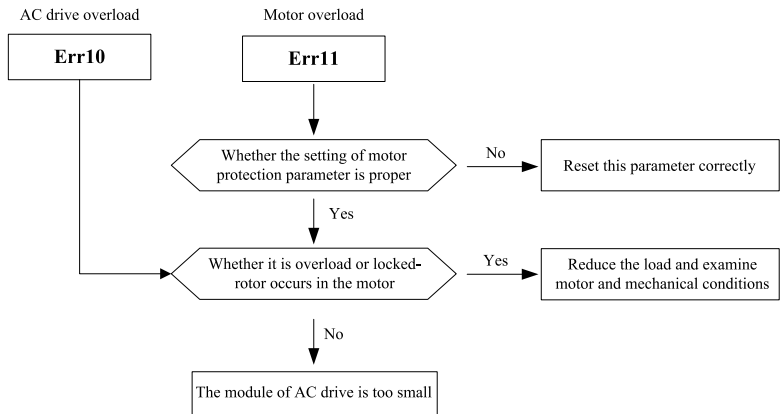 AC drive overload
Motor overload
Err10
Err11
Whether the setting of motor
protection parameter is proper
No
Reset this parameter correctly
Yes
Whether it is overload or locked-
rotor occurs in the motor
Yes
Reduce the load and examine
motor and mechanical conditions
No
The module of AC drive is too small